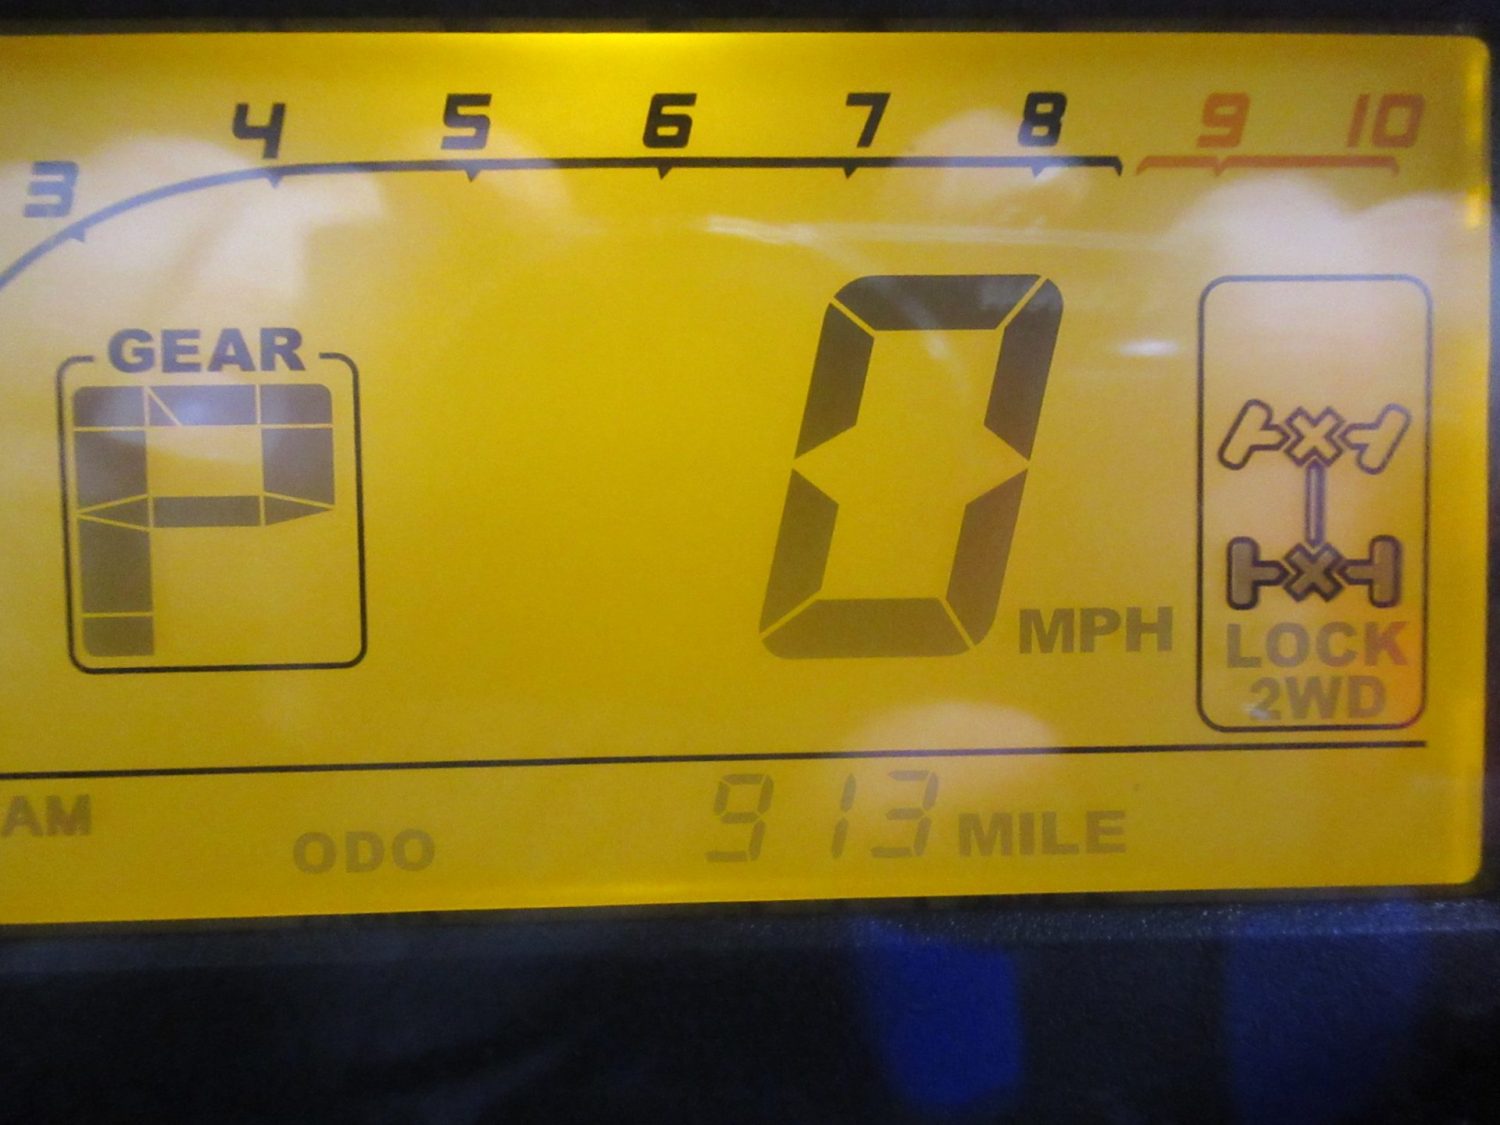 3 4 5 6 7 8 9 10
GEAR
P
0 MPH
LOCK
2WD
AM
ODO 913 MILE